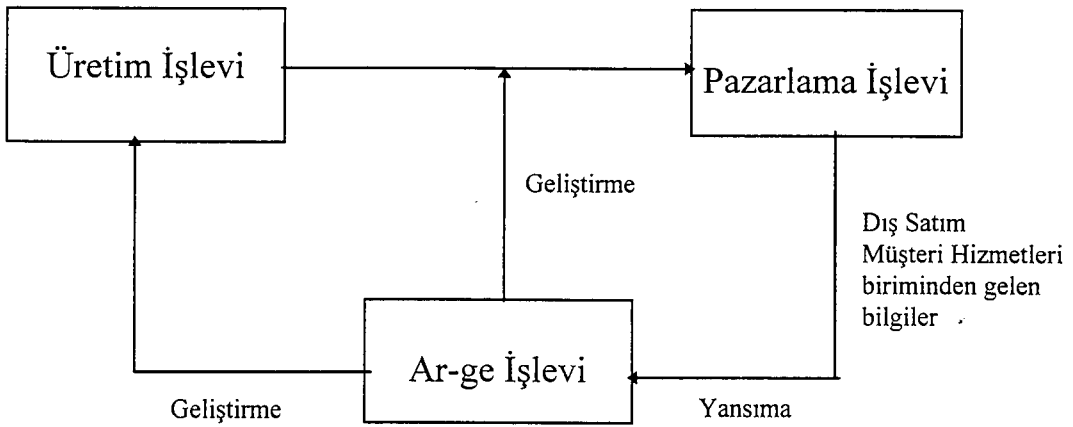 Üretim İşlevi
Pazarlama İşlevi
Geliştirme
Dış Satım
Müşteri Hizmetleri
biriminden gelen
bilgiler
Ar-ge İşlevi
Geliştirme
Yansıma